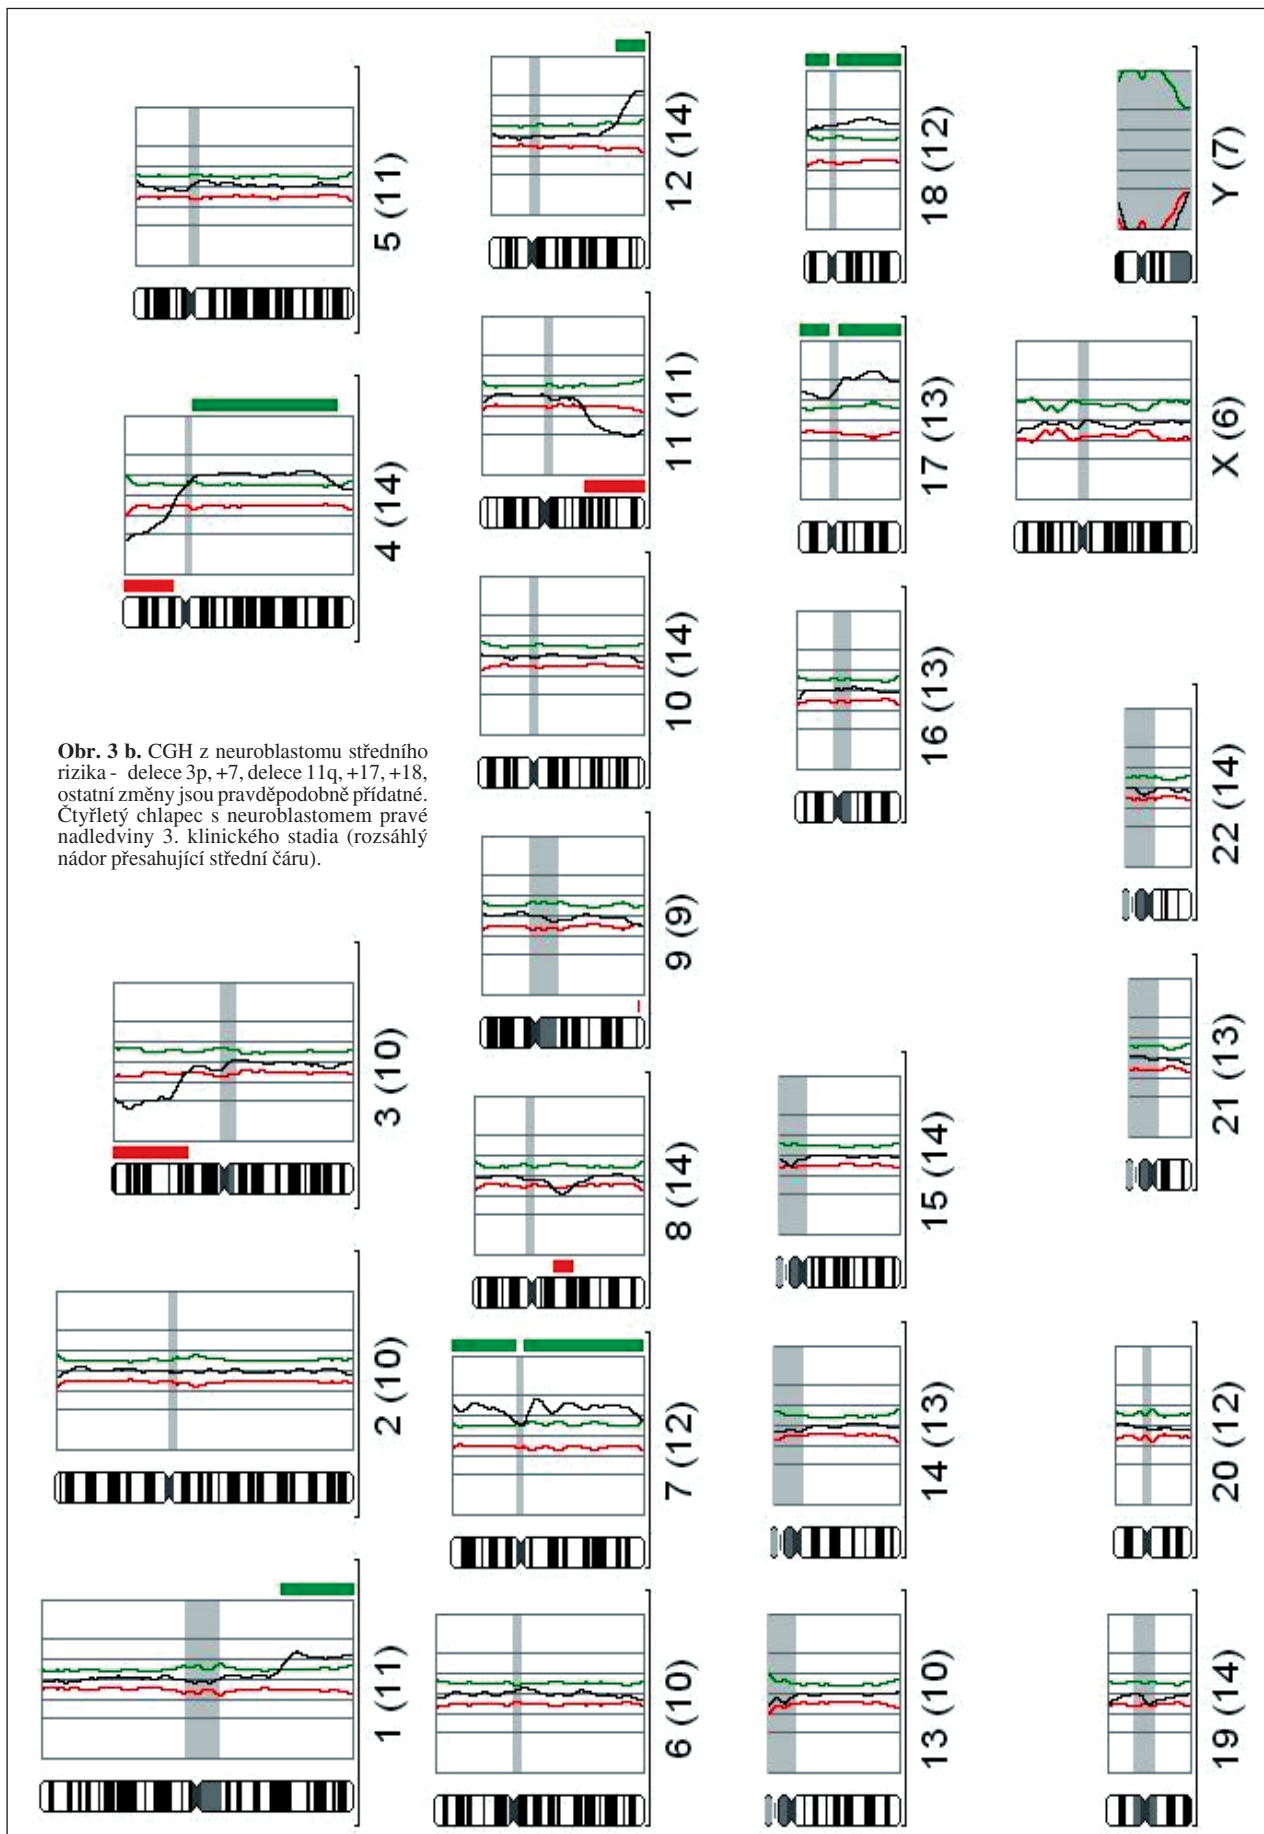 Obr. 3 b. CGH z neuroblastomu středního
rizika - delece 3p, +7, delece 11q, +17, +18,
ostatní změny jsou pravděpodobně přídatné.
Čtyřletý chlapec s neuroblastomem pravé
nadledviny 3. klinického stadia (rozsáhlý
nádor přesahující střední čáru).
1 (11)
2 (10)
3 (10)
4 (14)
5 (11)
6 (10)
7 (12)
8 (14)
9 (9)
10 (14)
11 (11)
12 (14)
13 (10)
14 (13)
15 (14)
16 (13)
17 (13)
18 (12)
19 (14)
20 (12)
21 (13)
22 (14)
X (6)
Y (7)